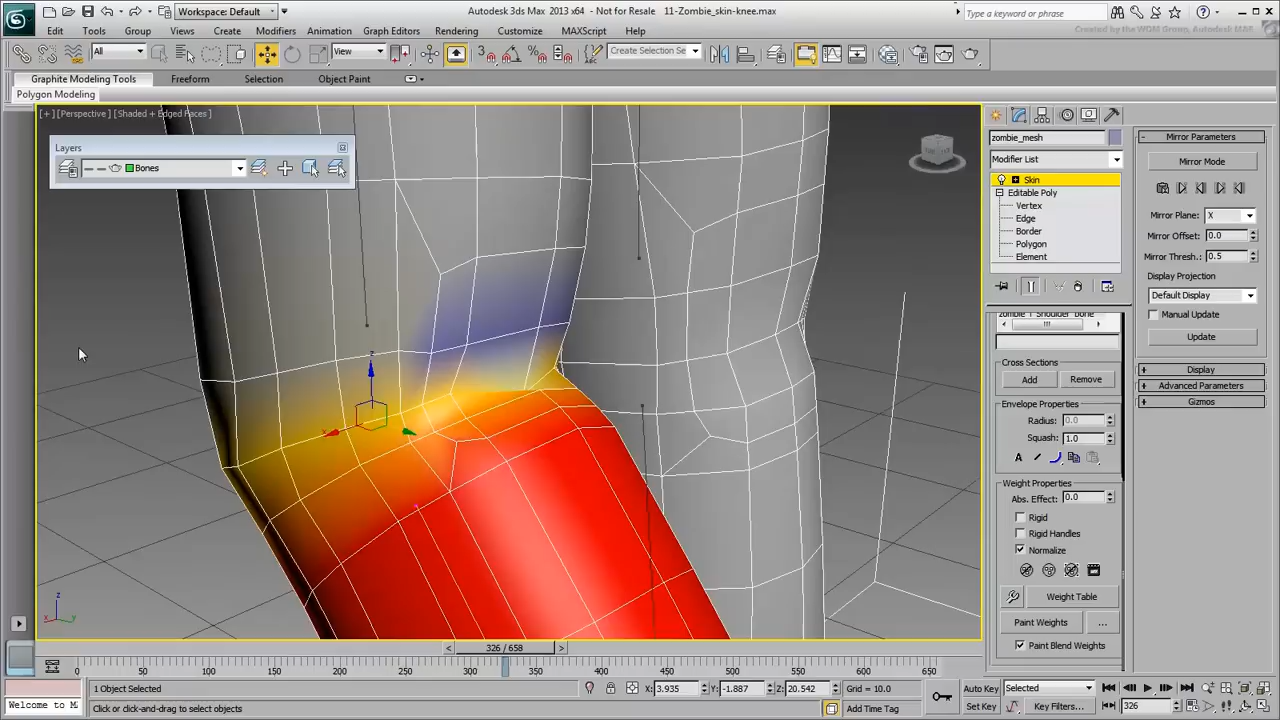 Workspace: Default
Autodesk 3ds Max 2013 x64 - Not for Resale 11-Zombie_skin-knee.max
Type a keyword or phrase
Created by the WOM Group, Autodesk M&E
Edit Tools Group Views Create Modifiers Animation Graph Editors Rendering Customize MAXScript Help
All
View
Create Selection Se
Graphite Modeling Tools Freeform Selection Object Paint
Polygon Modeling
[+] [Perspective] [Shaded + Edged Faces]
Layers
Bones
zombie_mesh
Modifier List
Skin
Editable Poly
Vertex
Edge
Border
Polygon
Element
Cross Sections
Add Remove
Envelope Properties
Radius: 0.0
Squash: 1.0
Weight Properties
Abs. Effect: 0.0
Rigid
Rigid Handles
Normalize
Weight Table
Paint Weights ...
Paint Blend Weights
Mirror Parameters
Mirror Mode
Mirror Plane: X
Mirror Offset: 0.0
Mirror Thresh.: 0.5
Display Projection
Default Display
Manual Update
Update
Display
Advanced Parameters
Gizmos
326 / 658
50 100 150 200 250 300 350 400 450 500 550 600 650
1 Object Selected
X: 3.935 Y: -1.887 Z: 20.542 Grid = 10.0
Auto Key Selected
Welcome to M
Click or click-and-drag to select objects
Add Time Tag
Set Key Key Filters... 326